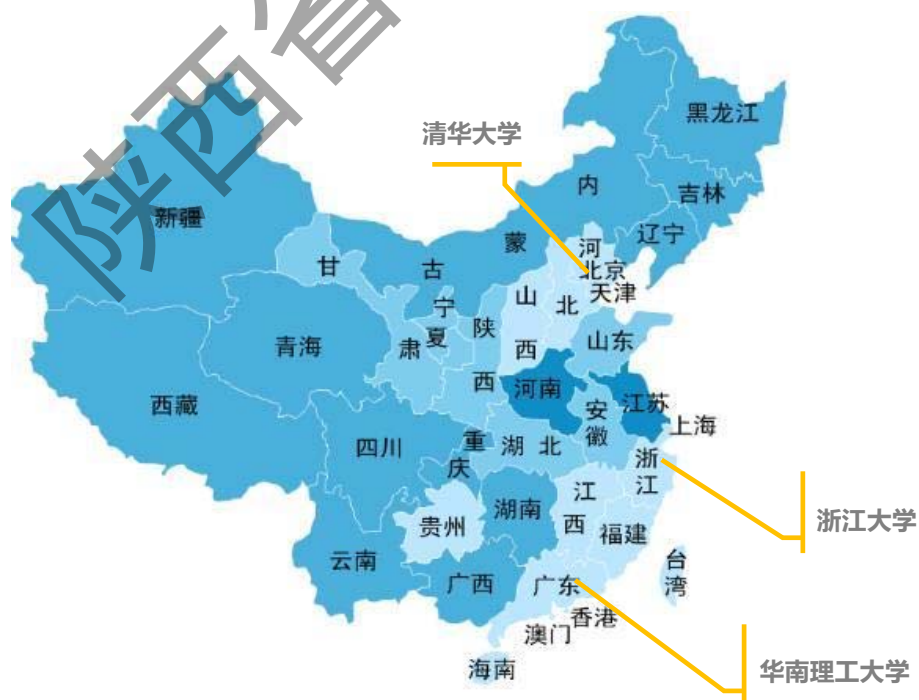 陕西省
黑龙江
清华大学
内
吉林
新疆
辽宁
蒙
河
甘
古
北京
天津
山
北
宁
夏
陕
山东
青海
肃
西
西
河南
西藏
安
徽
江苏
上海
四川
重
庆
湖北
浙
江
江
西
湖南
贵州
福建
浙江大学
云南
台
湾
广西
广东
香港
澳门
海南
华南理工大学